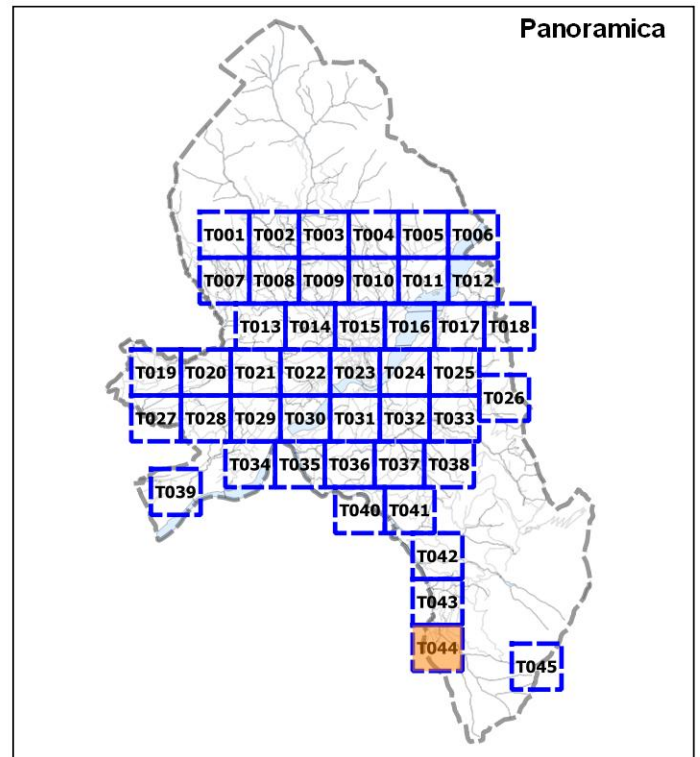 Panoramica
T001 T002 T003 T004 T005 T006
T007 T008 T009 T010 T011 T012
T013 T014 T015 T016 T017 T018
T019 T020 T021 T022 T023 T024 T025
T026
T027 T028 T029 T030 T031 T032 T033
T034 T035 T036 T037 T038
T039
T040 T041
T042
T043
T044
T045